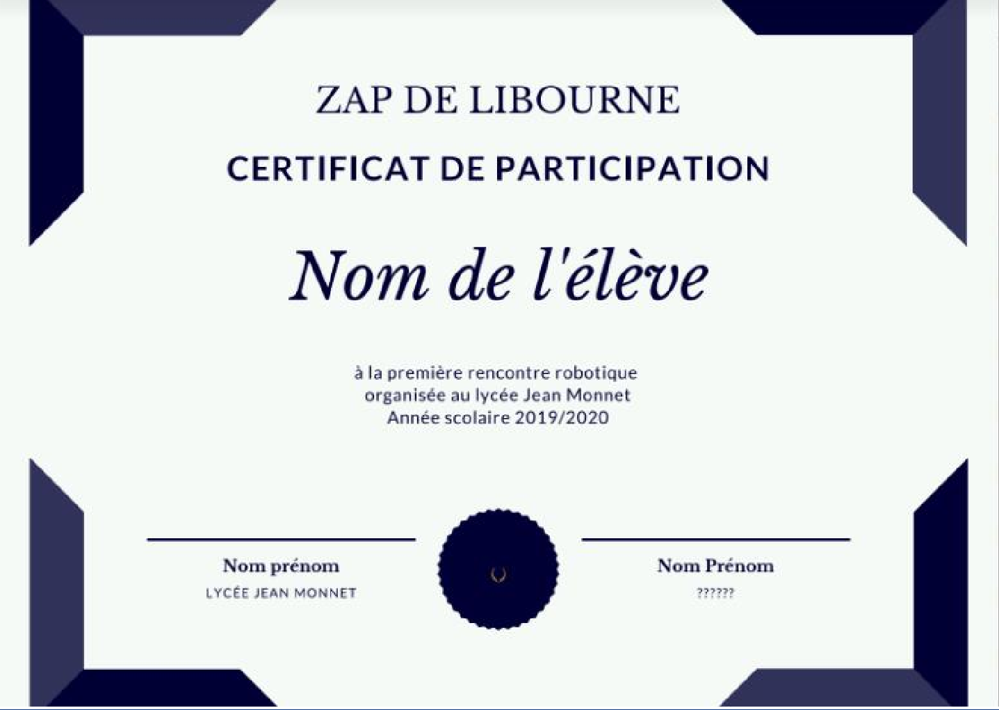 ZAP DE LIBOURNE
CERTIFICAT DE PARTICIPATION
Nom de l'élève
à la première rencontre robotique
organisée au lycée Jean Monnet
Année scolaire 2019/2020
Nom prénom
LYCÉE JEAN MONNET
Nom Prénom
??????